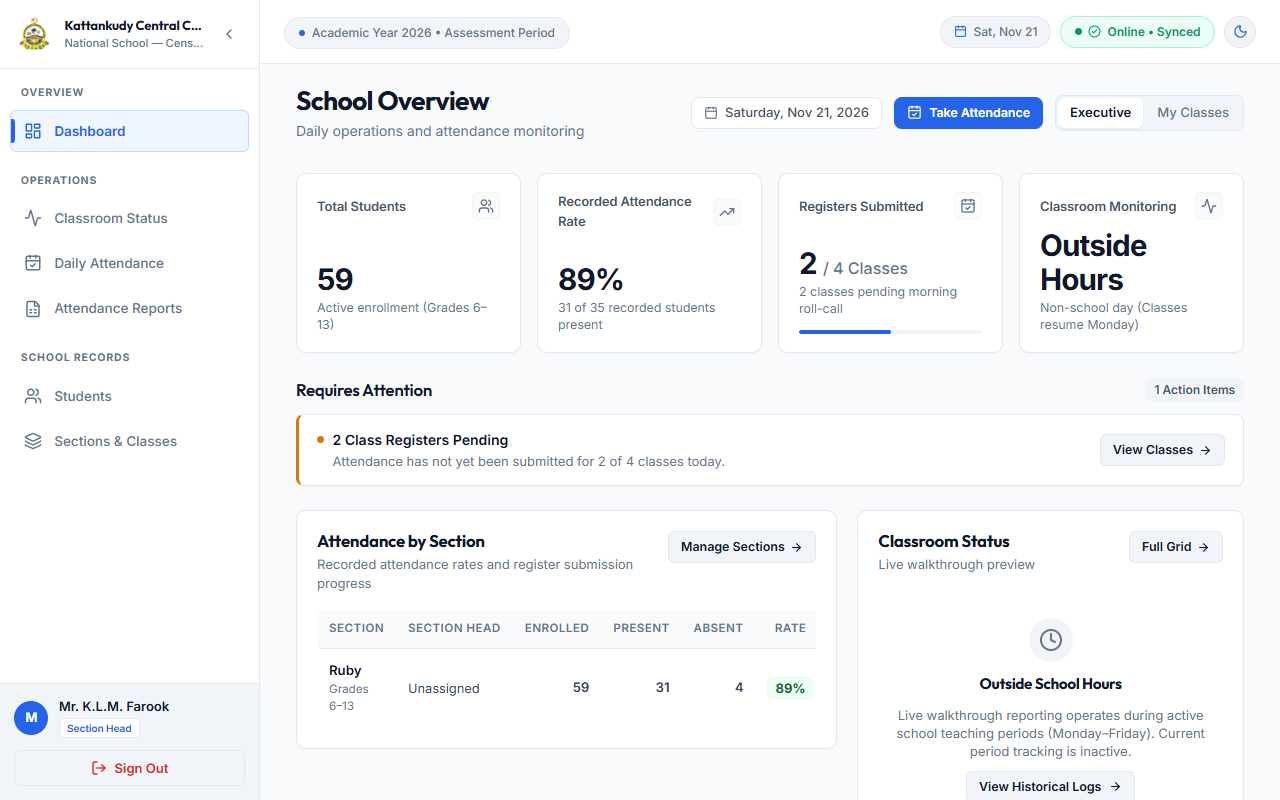 Kattankudy Central C...
National School — Cens...
OVERVIEW
Dashboard
OPERATIONS
Classroom Status
Daily Attendance
Attendance Reports
SCHOOL RECORDS
Students
Sections & Classes
M
Mr. K.L.M. Farook
Section Head
Sign Out
Academic Year 2026 • Assessment Period
Sat, Nov 21
Online • Synced
School Overview
Daily operations and attendance monitoring
Saturday, Nov 21, 2026
Take Attendance
Executive
My Classes
Total Students
59
Active enrollment (Grades 6–
13)
Recorded Attendance
Rate
89%
31 of 35 recorded students
present
Registers Submitted
2 / 4 Classes
2 classes pending morning
roll-call
Classroom Monitoring
Outside
Hours
Non-school day (Classes
resume Monday)
Requires Attention
1 Action Items
2 Class Registers Pending
Attendance has not yet been submitted for 2 of 4 classes today.
View Classes →
Attendance by Section
Recorded attendance rates and register submission
progress
Manage Sections →
SECTION SECTION HEAD ENROLLED PRESENT ABSENT RATE
Ruby
Grades
6–13
Unassigned 59 31 4 89%
Classroom Status
Live walkthrough preview
Full Grid →
Outside School Hours
Live walkthrough reporting operates during active
school teaching periods (Monday–Friday). Current
period tracking is inactive.
View Historical Logs →